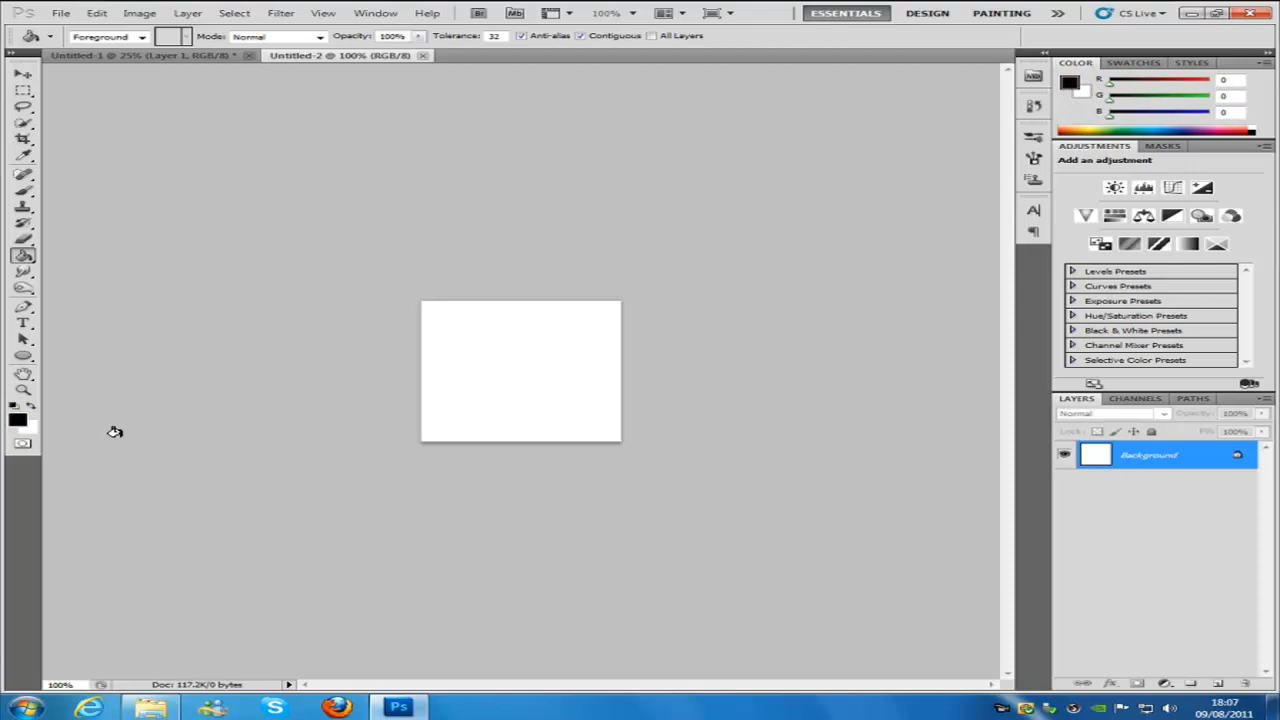 Ps File Edit Image Layer Select Filter View Window Help Br Mb 100% ESSENTIALS DESIGN PAINTING CS Live
Foreground Mode: Normal Opacity: 100% Tolerance: 32 Anti-alias Contiguous All Layers
Untitled-1 @ 25% (Layer 1, RGB/8) * Untitled-2 @ 100% (RGB/8)
COLOR SWATCHES STYLES
R 0
G 0
B 0
ADJUSTMENTS MASKS
Add an adjustment
Levels Presets
Curves Presets
Exposure Presets
Hue/Saturation Presets
Black & White Presets
Channel Mixer Presets
Selective Color Presets
LAYERS CHANNELS PATHS
Normal Opacity: 100%
Lock: Fill: 100%
Background
100% Doc: 117.2K/0 bytes
Ps
18:07
09/08/2011